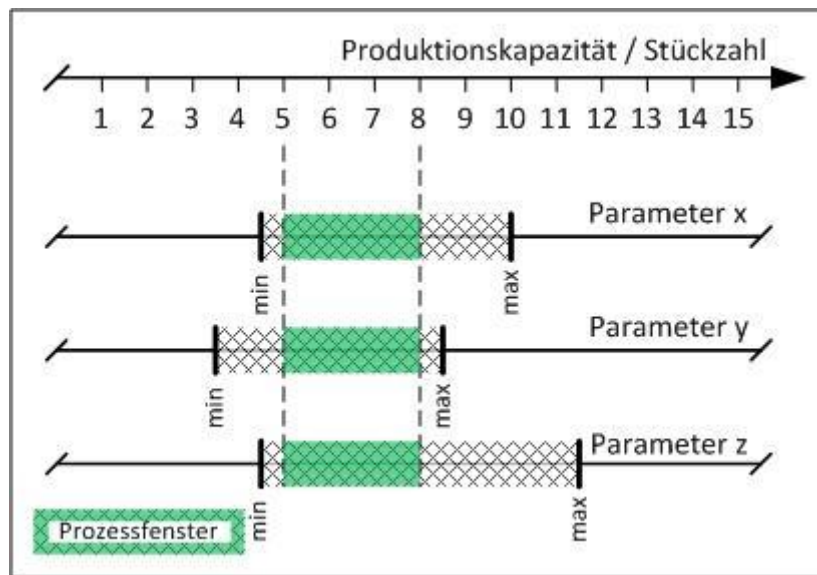 Produktionskapazität / Stückzahl
1 2 3 4 5 6 7 8 9 10 11 12 13 14 15
Parameter x
min
max
Parameter y
min
max
Parameter z
min
max
Prozessfenster